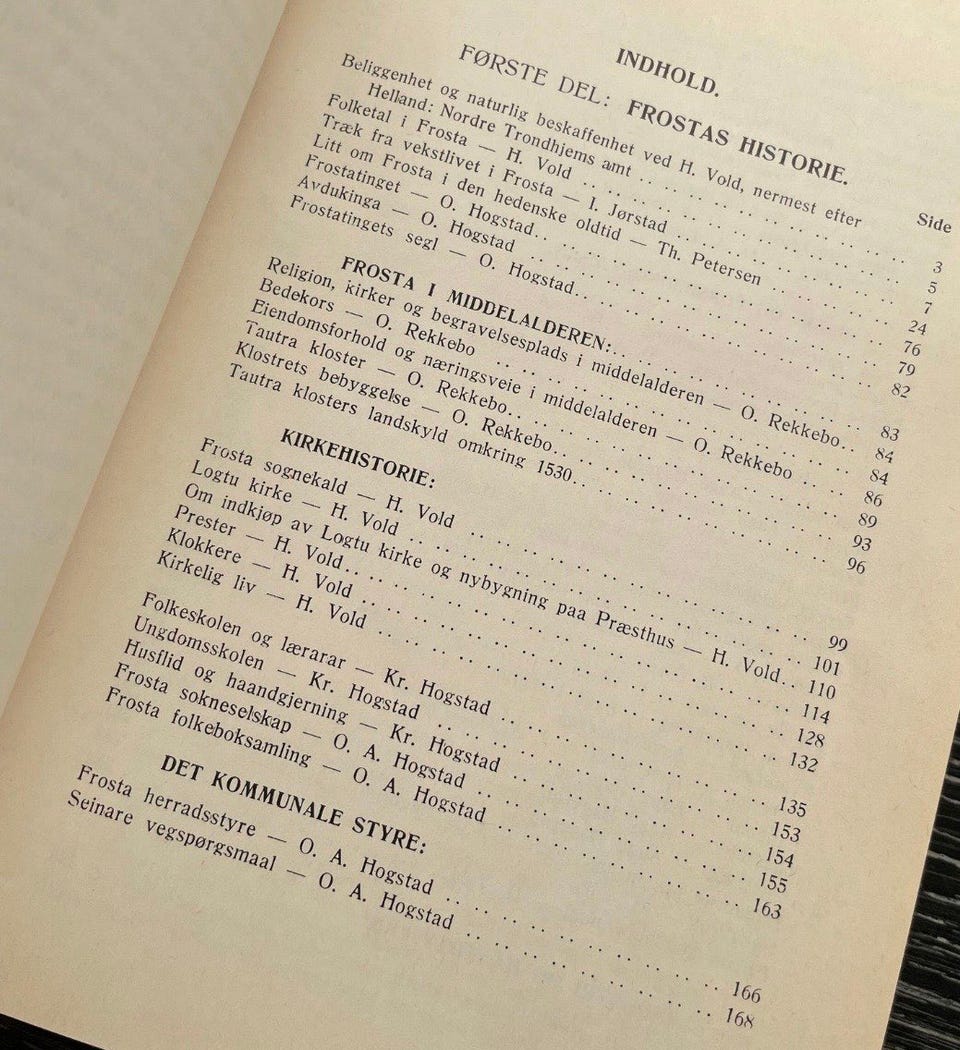 INDHOLD.
FØRSTE DEL: FROSTAS HISTORIE.
Side
Beliggenhet og naturlig beskaffenhet ved H. Vold, nermest efter
Helland: Nordre Trondhjems amt .. .. .. .. .. .. 3
Folketal i Frosta — H. Vold .. .. .. .. .. .. .. 5
Træk fra vekstlivet i Frosta — I. Jørstad .. .. .. .. .. 7
Litt om Frosta i den hedenske oldtid — Th. Petersen .. .. .. 24
Frostatinget — O. Hogstad.. .. .. .. .. .. .. .. 76
Avdukinga — O. Hogstad .. .. .. .. .. .. .. .. 79
Frostatingets segl — O. Hogstad.. .. .. .. .. .. .. 82
FROSTA I MIDDELALDEREN:.. .. .. .. .. .. 83
Religion, kirker og begravelsesplads i middelalderen — O. Rekkebo.. 84
Bedekors — O. Rekkebo .. .. .. .. .. .. .. .. 84
Eiendomsforhold og næringsveie i middelalderen — O. Rekkebo .. 86
Tautra kloster — O. Rekkebo.. .. .. .. .. .. .. 89
Klostrets bebyggelse — O. Rekkebo.. .. .. .. .. .. 93
Tautra klosters landskyld omkring 1530.. .. .. .. .. .. 96
KIRKEHISTORIE:
Frosta sognekald — H. Vold .. .. .. .. .. .. .. 99
Logtu kirke — H. Vold .. .. .. .. .. .. .. .. 101
Om indkjøp av Logtu kirke og nybygning paa Præsthus — H. Vold.. 110
Prester — H. Vold.. .. .. .. .. .. .. .. .. 114
Klokkere — H. Vold .. .. .. .. .. .. .. .. 128
Kirkelig liv — H. Vold .. .. .. .. .. .. .. .. 132
Folkeskolen og lærarar — Kr. Hogstad .. .. .. .. .. .. 135
Ungdomsskolen — Kr. Hogstad .. .. .. .. .. .. .. 153
Husflid og haandgjerning — Kr. Hogstad .. .. .. .. .. 154
Frosta sokneselskap — O. A. Hogstad .. .. .. .. .. .. 155
Frosta folkeboksamling — O. A. Hogstad .. .. .. .. .. 163
DET KOMMUNALE STYRE:
Frosta herradsstyre — O. A. Hogstad .. .. .. .. .. .. 166
Seinare vegspørgsmaal — O. A. Hogstad .. .. .. .. .. 168